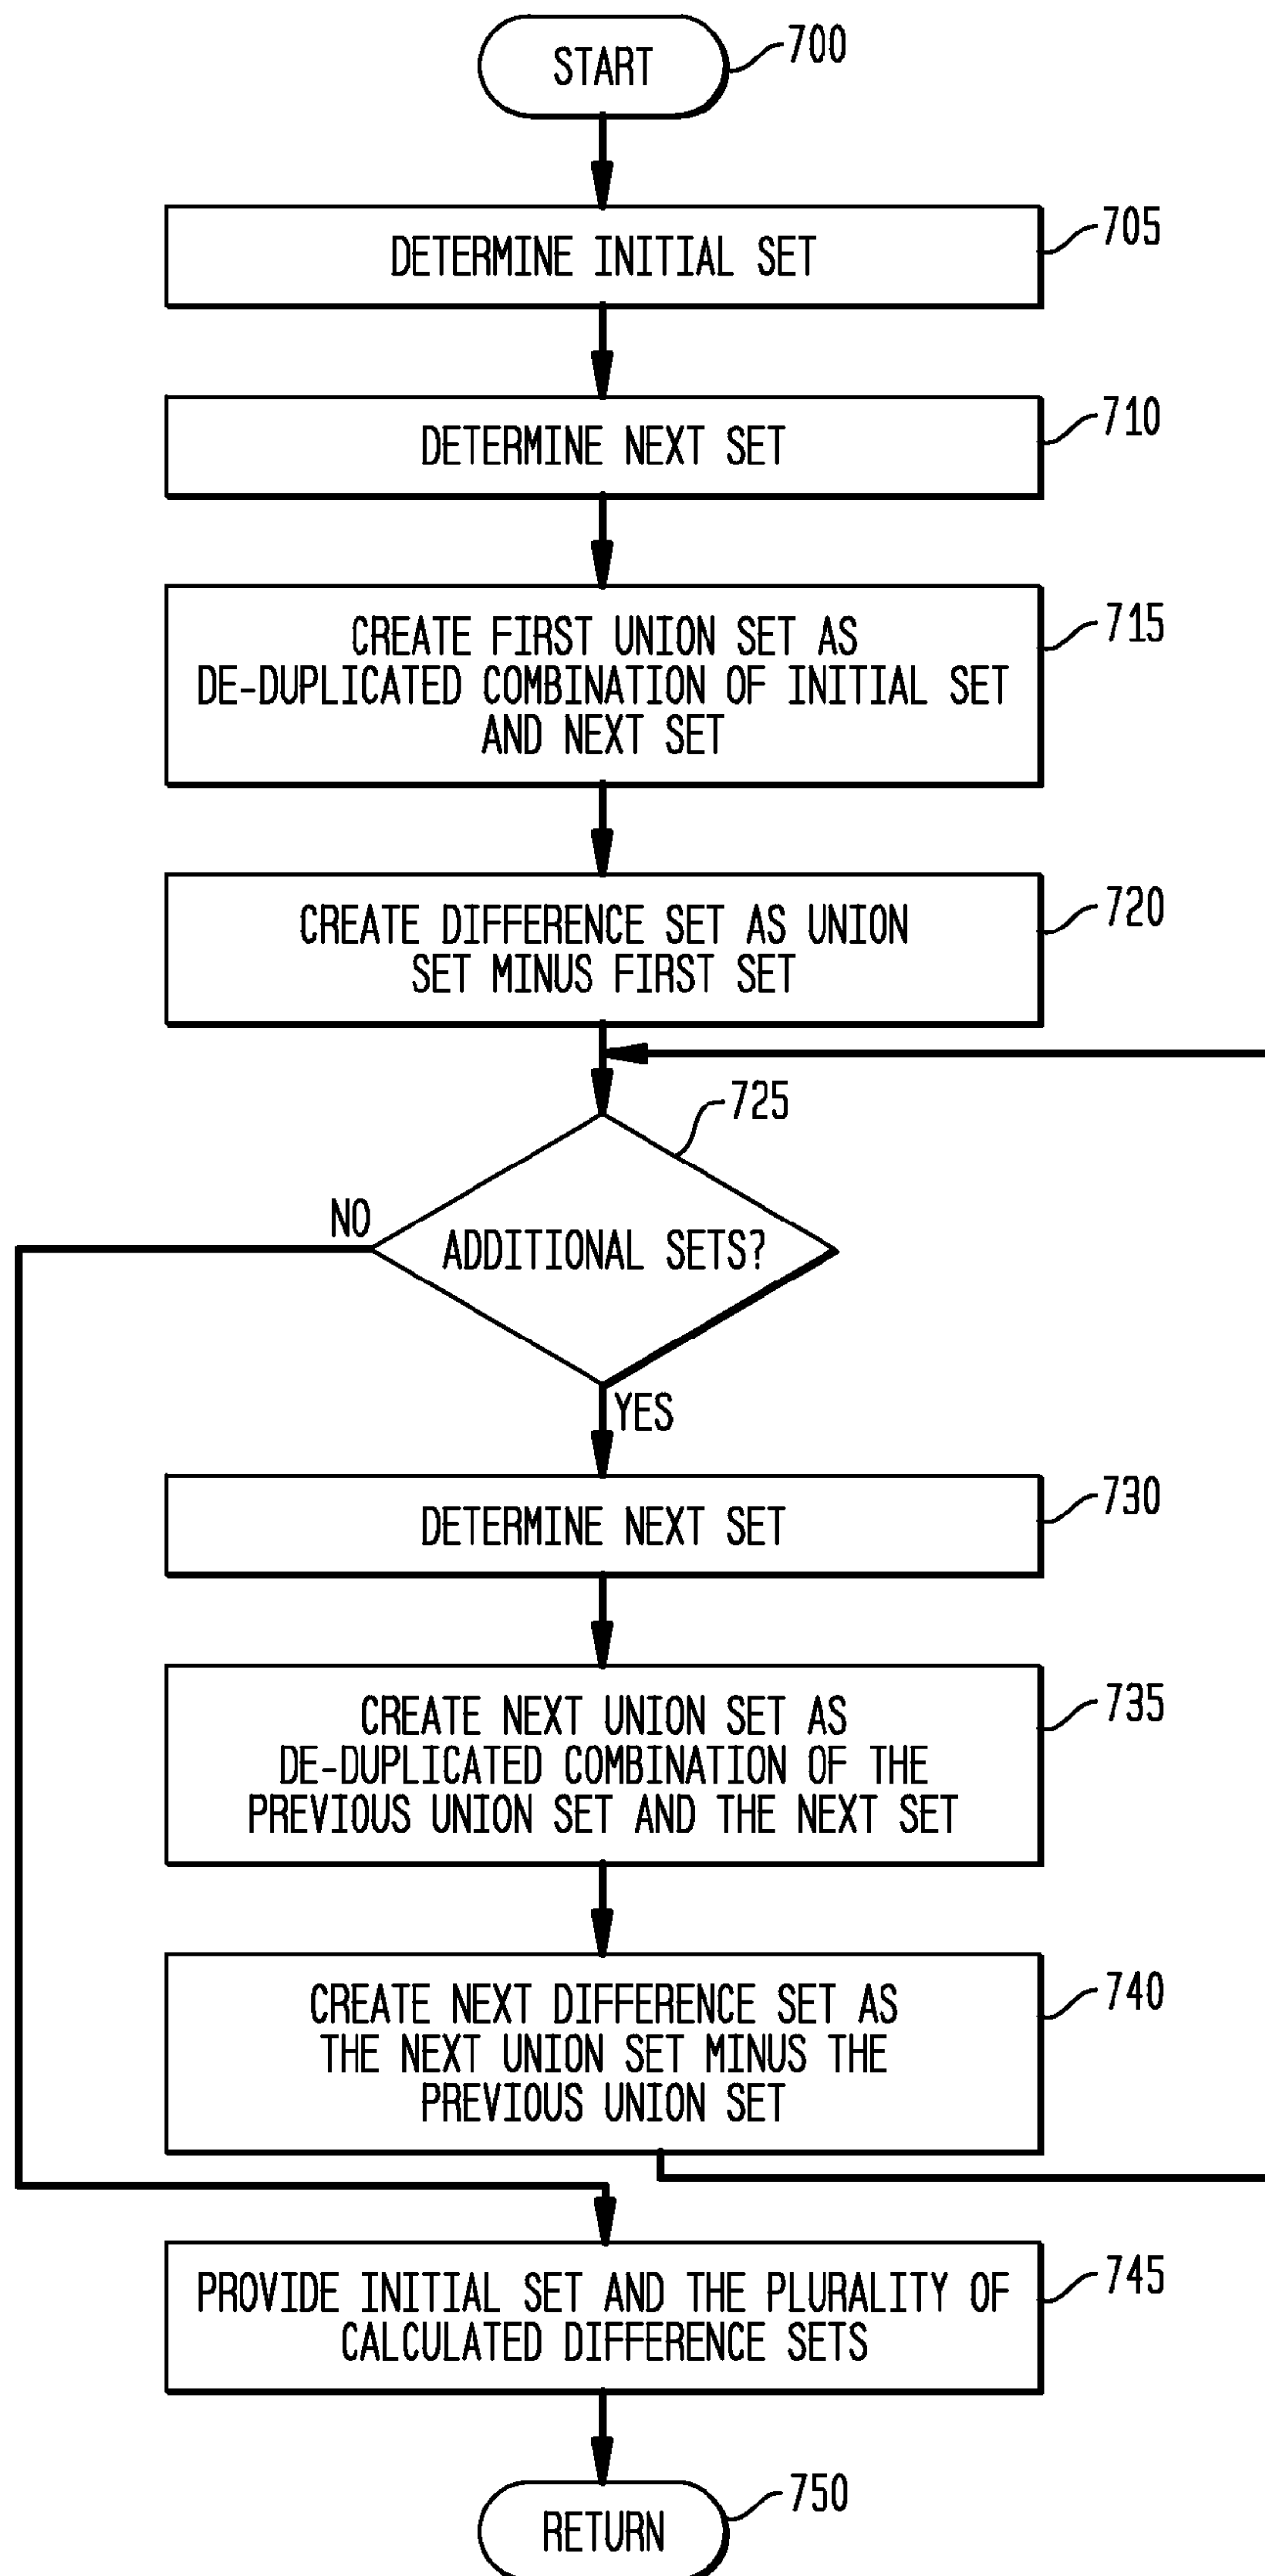 START
700
DETERMINE INITIAL SET
705
DETERMINE NEXT SET
710
CREATE FIRST UNION SET AS
DE-DUPLICATED COMBINATION OF INITIAL SET
AND NEXT SET
715
CREATE DIFFERENCE SET AS UNION
SET MINUS FIRST SET
720
725
NO
ADDITIONAL SETS?
YES
DETERMINE NEXT SET
730
CREATE NEXT UNION SET AS
DE-DUPLICATED COMBINATION OF THE
PREVIOUS UNION SET AND THE NEXT SET
735
CREATE NEXT DIFFERENCE SET AS
THE NEXT UNION SET MINUS THE
PREVIOUS UNION SET
740
PROVIDE INITIAL SET AND THE PLURALITY OF
CALCULATED DIFFERENCE SETS
745
RETURN
750